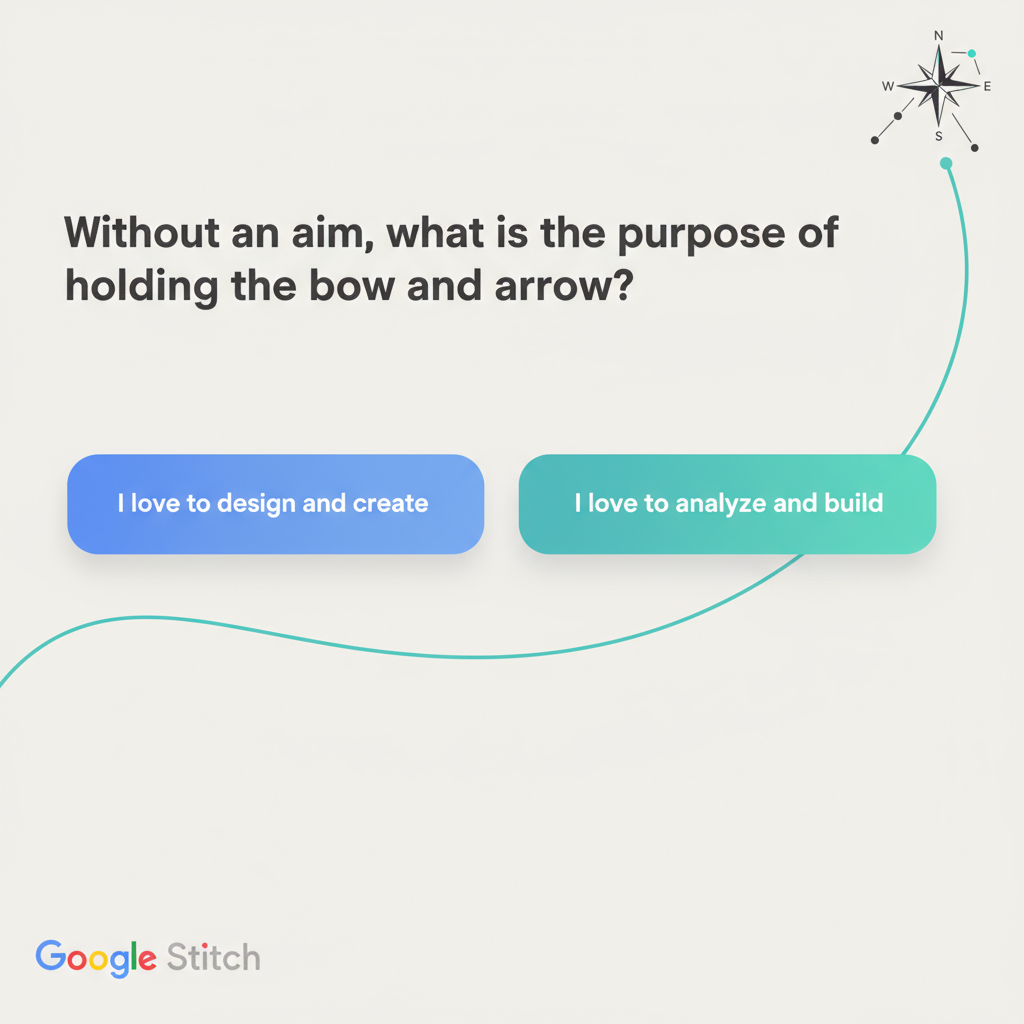 N
W E
S
Without an aim, what is the purpose of
holding the bow and arrow?
I love to design and create
I love to analyze and build
Google Stitch